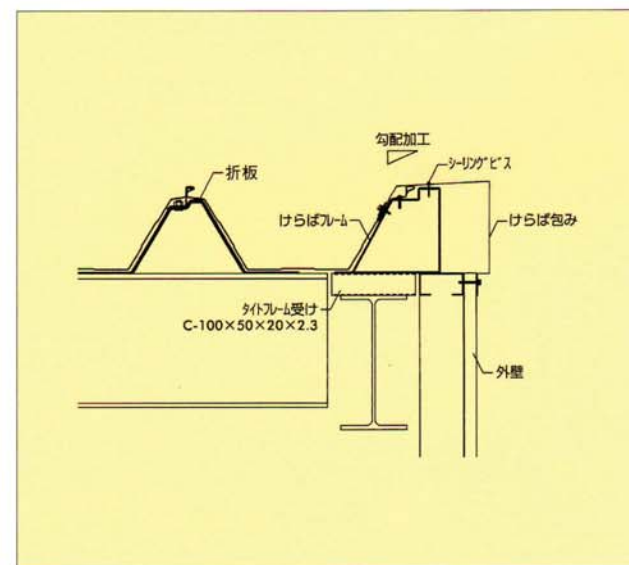 勾配加工
シーリングビス
折板
けらばフレーム
けらば包み
タイトフレーム受け
C-100×50×20×2.3
外壁